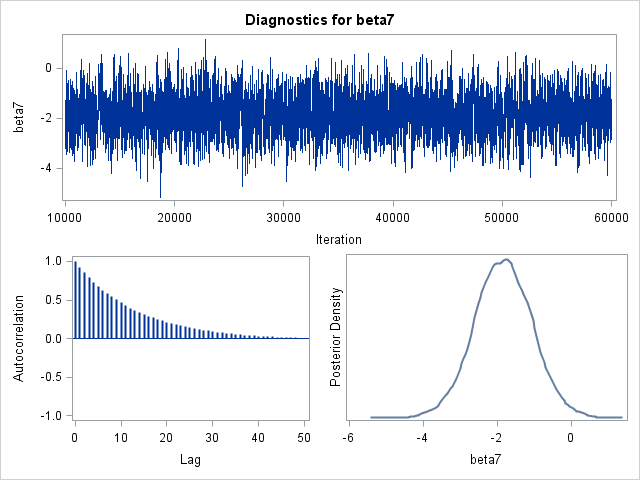 Diagnostics for beta7
beta7
0
-2
-4
10000 20000 30000 40000 50000 60000
Iteration
Autocorrelation
1.0
0.5
0.0
-0.5
-1.0
0 10 20 30 40 50
Lag
Posterior Density
-6 -4 -2 0
beta7